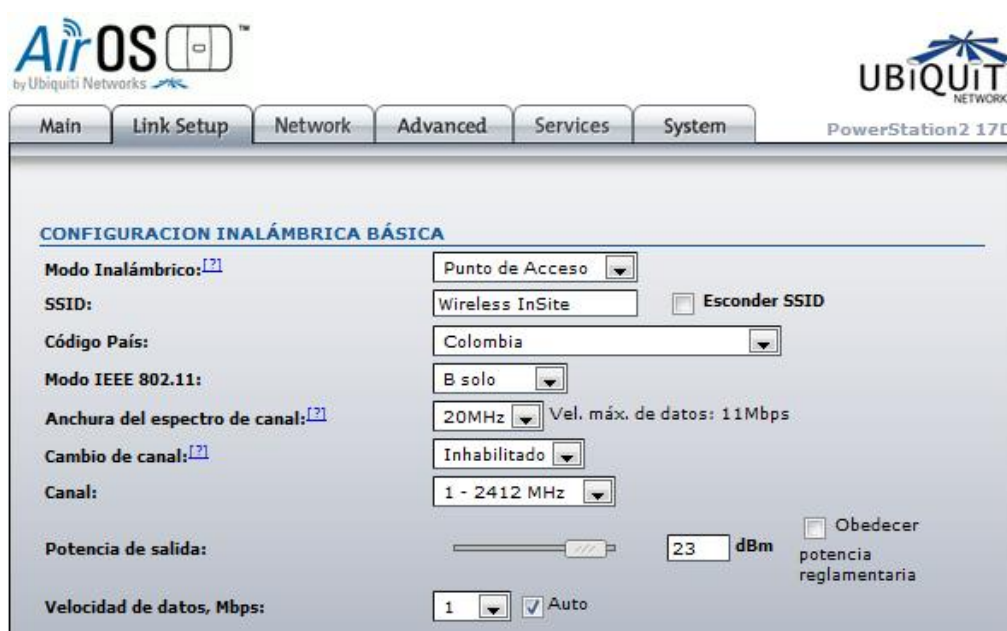 AirOS ™
by Ubiquiti Networks
UBiQUiT
NETWORK
Main Link Setup Network Advanced Services System
PowerStation2 17D
CONFIGURACION INALÁMBRICA BÁSICA
Modo Inalámbrico:[?] Punto de Acceso
SSID: Wireless InSite Esconder SSID
Código País: Colombia
Modo IEEE 802.11: B solo
Anchura del espectro de canal:[?] 20MHz Vel. máx. de datos: 11Mbps
Cambio de canal:[?] Inhabilitado
Canal: 1 - 2412 MHz
Potencia de salida: 23 dBm Obedecer
potencia
reglamentaria
Velocidad de datos, Mbps: 1 Auto